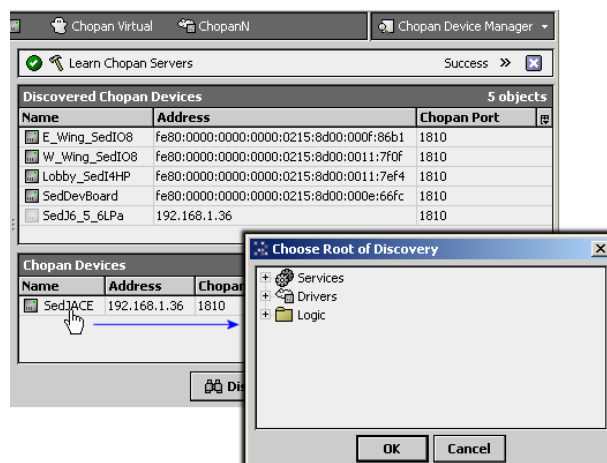 Chopan Virtual ChopanN Chopan Device Manager
Learn Chopan Servers Success »
Discovered Chopan Devices 5 objects
Name Address Chopan Port
E_Wing_SedIO8 fe80:0000:0000:0000:0215:8d00:000f:86b1 1810
W_Wing_SedIO8 fe80:0000:0000:0000:0215:8d00:0011:7f0f 1810
Lobby_SedI4HP fe80:0000:0000:0000:0215:8d00:0011:7ef4 1810
SedDevBoard fe80:0000:0000:0000:0215:8d00:000e:66fc 1810
SedJ6_5_6LPa 192.168.1.36 1810
Choose Root of Discovery
Services
Drivers
Logic
OK Cancel
Chopan Devices
Name Address Chopan
SedJACE 192.168.1.36 1810